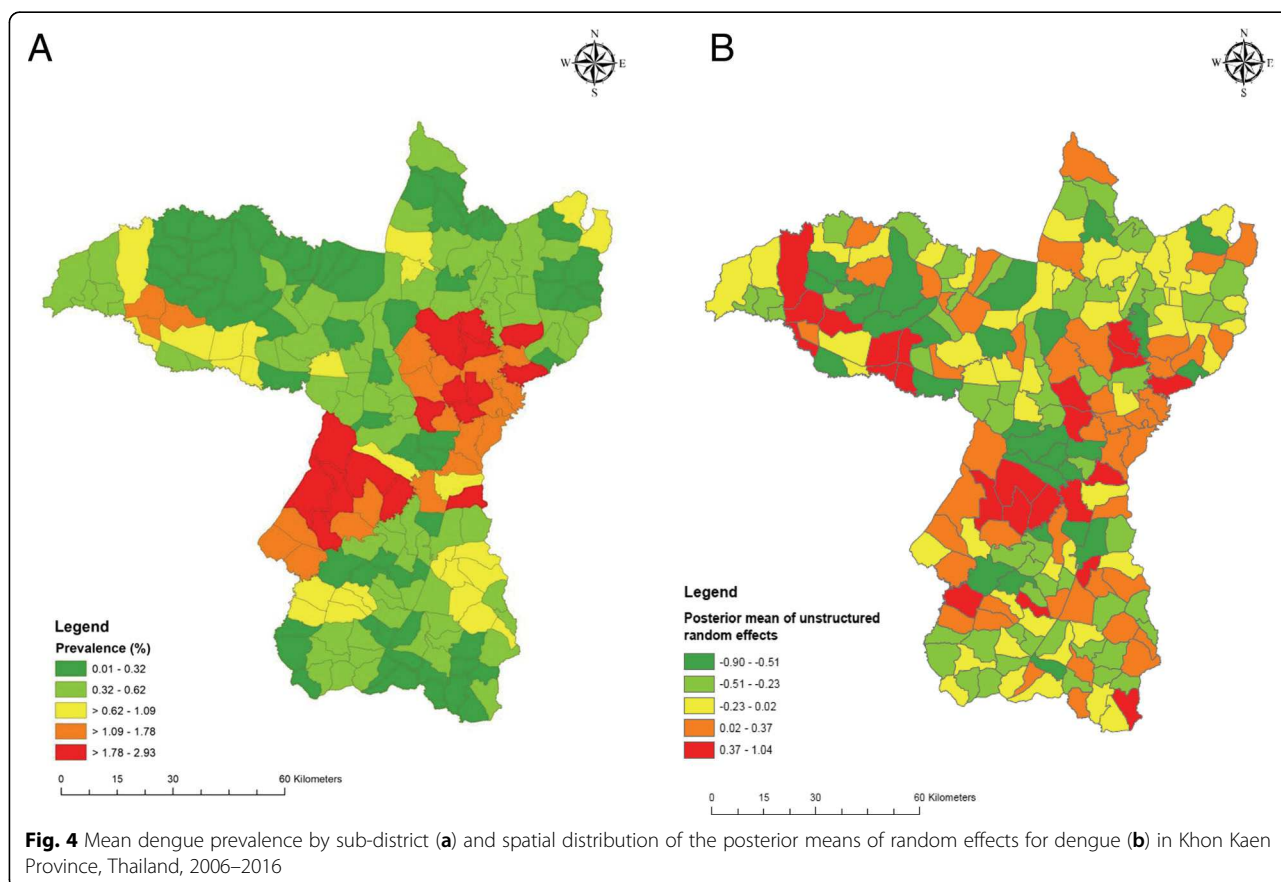 A
N
W E
S
Legend
Prevalence (%)
0.01 - 0.32
0.32 - 0.62
> 0.62 - 1.09
> 1.09 - 1.78
> 1.78 - 2.93
0 15 30 60 Kilometers
B
N
W E
S
Legend
Posterior mean of unstructured
random effects
-0.90 - -0.51
-0.51 - -0.23
-0.23 - 0.02
0.02 - 0.37
0.37 - 1.04
0 15 30 60 Kilometers
Fig. 4 Mean dengue prevalence by sub-district (a) and spatial distribution of the posterior means of random effects for dengue (b) in Khon Kaen
Province, Thailand, 2006–2016